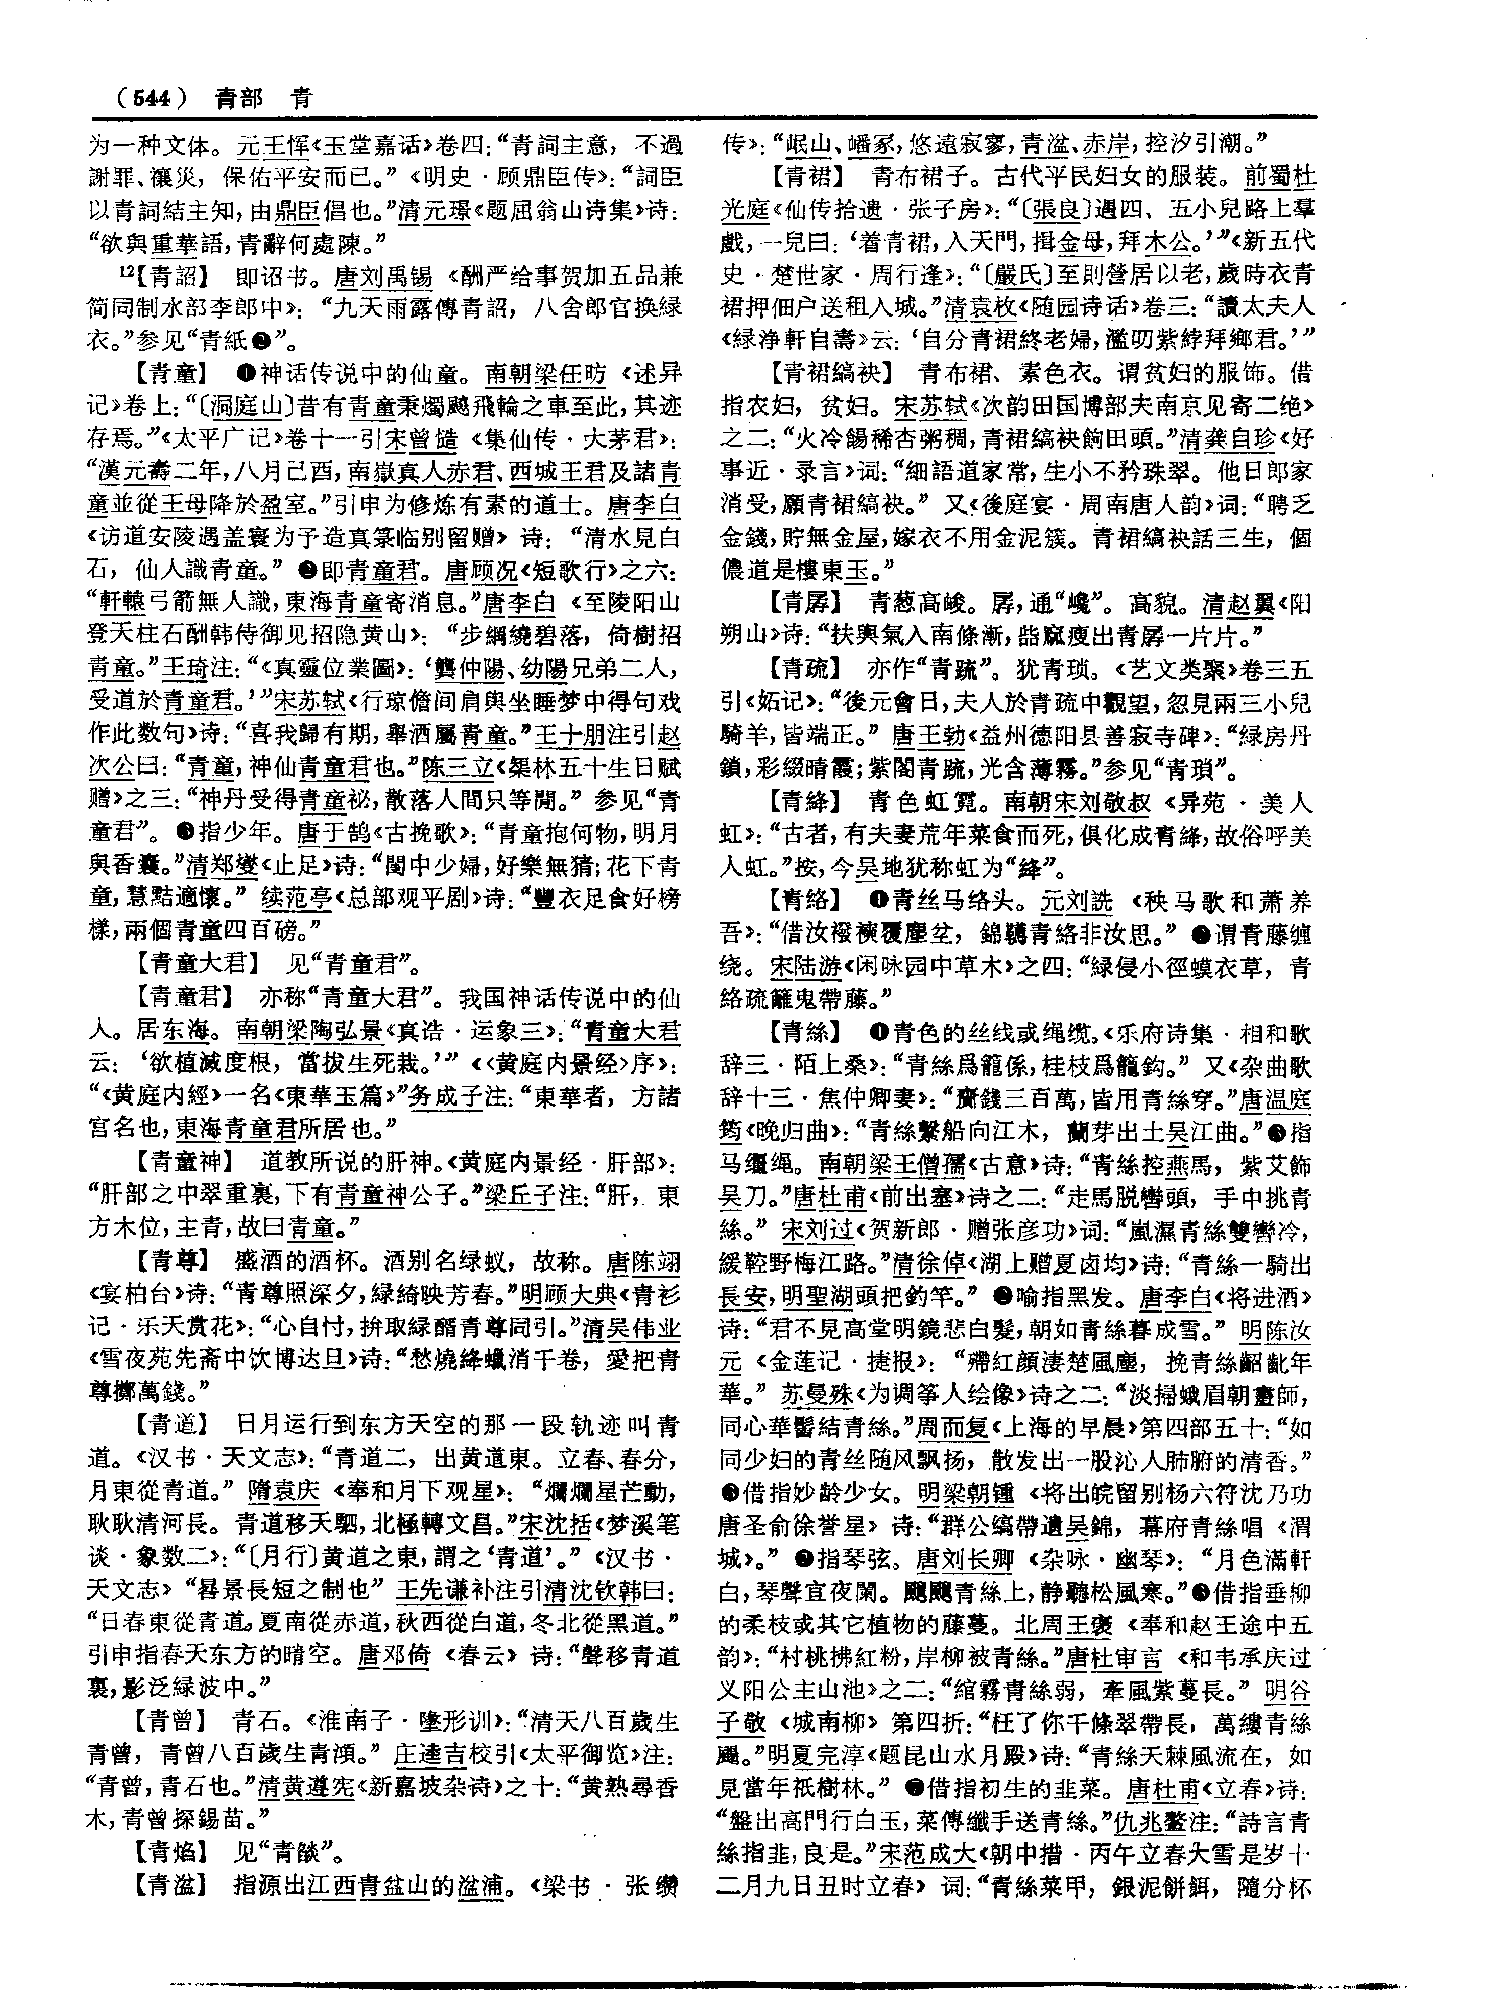 （544） 青部 青
为一种文体。元王恽《玉堂嘉话》卷四：“青詞主意，不過
謝罪、禳災，保佑平安而已。”《明史·顾鼎臣传》：“詞臣
以青詞結主知，由鼎臣倡也。”清元璟《题屈翁山诗集》诗：
“欲與重華語，青辭何處陳。”
12【青詔】 即诏书。唐刘禹锡《酬严给事贺加五品兼
简同制水部李郎中》：“九天雨露傳青詔，八舍郎官换緑
衣。”参见“青紙❷”。
【青童】 ❶神话传说中的仙童。南朝梁任昉《述异
记》卷上：“〔洞庭山〕昔有青童秉燭飇飛輪之車至此，其迹
存焉。”《太平广记》卷十一引宋曾慥《集仙传·大茅君》：
“漢元壽二年，八月己酉，南嶽真人赤君、西城王君及諸青
童並從王母降於盈室。”引申为修炼有素的道士。唐李白
《访道安陵遇盖寰为予造真箓临别留赠》诗：“清水見白
石，仙人識青童。”❷即青童君。唐顾况《短歌行》之六：
“軒轅弓箭無人識，東海青童寄消息。”唐李白《至陵阳山
登天柱石酬韩侍御见招隐黄山》：“步綱繞碧落，倚樹招
青童。”王琦注：“《真靈位業圖》：‘龔仲陽、幼陽兄弟二人，
受道於青童君。’”宋苏轼《行琼儋间肩舆坐睡梦中得句戏
作此数句》诗：“喜我歸有期，舉酒屬青童。”王十朋注引赵
次公曰：“青童，神仙青童君也。”陈三立《渠林五十生日赋
赠》之三：“神丹受得青童祕，散落人間只等閒。”参见“青
童君”。❸指少年。唐于鹄《古挽歌》：“青童抱何物，明月
與香囊。”清郑燮《止足》诗：“閨中少婦，好樂無猜；花下青
童，慧黠適懷。”续范亭《总部观平剧》诗：“豐衣足食好榜
樣，兩個青童四百磅。”
【青童大君】 见“青童君”。
【青童君】 亦称“青童大君”。我国神话传说中的仙
人。居东海。南朝梁陶弘景《真诰·运象三》：“青童大君
云：‘欲植滅度根，當拔生死栽。’”《〈黄庭内景经〉序》：
“《黄庭内經》一名《東華玉篇》”务成子注：“東華者，方諸
宫名也，東海青童君所居也。”
【青童神】 道教所说的肝神。《黄庭内景经·肝部》：
“肝部之中翠重裏，下有青童神公子。”梁丘子注：“肝，東
方木位，主青，故曰青童。”
【青尊】 盛酒的酒杯。酒别名绿蚁，故称。唐陈翊
《宴柏台》诗：“青尊照深夕，緑綺映芳春。”明顾大典《青衫
记·乐天赏花》：“心自忖，拚取緑醑青尊同引。”清吴伟业
《雪夜苑先斋中饮博达旦》诗：“愁燒絳蠟消千卷，愛把青
尊擲萬錢。”
【青道】 日月运行到东方天空的那一段轨迹叫青
道。《汉书·天文志》：“青道二，出黄道東。立春、春分，
月東從青道。”隋袁庆《奉和月下观星》：“爛爛星芒動，
耿耿清河長。青道移天駟，北極轉文昌。”宋沈括《梦溪笔
谈·象数二》：“〔月行〕黄道之東，謂之‘青道’。”《汉书·
天文志》“晷景長短之制也”王先谦补注引清沈钦韩曰：
“日春東從青道，夏南從赤道，秋西從白道，冬北從黑道。”
引申指春天东方的晴空。唐邓倚《春云》诗：“聲移青道
裏，影泛緑波中。”
【青曾】 青石。《淮南子·墬形训》：“清天八百歲生
青曾，青曾八百歲生青澒。”庄逵吉校引《太平御览》注：
“青曾，青石也。”清黄遵宪《新嘉坡杂诗》之十：“黄熟尋香
木，青曾探錫苗。”
【青焰】 见“青燄”。
【青湓】 指源出江西青盆山的湓浦。《梁书·张缵
传》：“岷山、嶓冢，悠遠寂寥，青湓、赤岸，控汐引潮。”
【青裙】 青布裙子。古代平民妇女的服装。前蜀杜
光庭《仙传拾遗·张子房》：“〔張良〕遇四、五小兒路上羣
戲，一兒曰：‘着青裙，入天門，揖金母，拜木公。’”《新五代
史·楚世家·周行逢》：“〔嚴氏〕至則營居以老，歲時衣青
裙押佃户送租入城。”清袁枚《随园诗话》卷三：“讀太夫人
《緑浄軒自壽》云：‘自分青裙終老婦，濫叨紫綍拜鄉君。’”
【青裙縞袂】 青布裙、素色衣。谓贫妇的服饰。借
指农妇，贫妇。宋苏轼《次韵田国博部夫南京见寄二绝》
之二：“火冷餳稀杏粥稠，青裙縞袂餉田頭。”清龚自珍《好
事近·录言》词：“細語道家常，生小不矜珠翠。他日郎家
消受，願青裙縞袂。”又《後庭宴·周南唐人韵》词：“聘乏
金錢，貯無金屋，嫁衣不用金泥簇。青裙縞袂話三生，個
儂道是樓東玉。”
【青孱】 青葱高峻。孱，通“巉”。高貌。清赵翼《阳
朔山》诗：“扶輿氣入南條漸，呰窳瘦出青孱一片片。”
【青疏】 亦作“青䟽”。犹青琐。《艺文类聚》卷三五
引《妬记》：“後元會日，夫人於青疏中觀望，忽見兩三小兒
騎羊，皆端正。”唐王勃《益州德阳县善寂寺碑》：“緑房丹
鎖，彩綴晴霞；紫閣青䟽，光含薄霧。”参见“青瑣”。
【青絳】 青色虹霓。南朝宋刘敬叔《异苑·美人
虹》：“古者，有夫妻荒年菜食而死，俱化成青絳，故俗呼美
人虹。”按，今吴地犹称虹为“絳”。
【青络】 ❶青丝马络头。元刘詵《秧马歌和萧养
吾》：“借汝襏襫覆塵坌，錦韉青絡非汝思。”❷谓青藤缠
绕。宋陆游《闲咏园中草木》之四：“緑侵小徑蟆衣草，青
絡疏籬鬼帶藤。”
【青絲】 ❶青色的丝线或绳缆。《乐府诗集·相和歌
辞三·陌上桑》：“青絲爲籠係，桂枝爲籠鈎。”又《杂曲歌
辞十三·焦仲卿妻》：“齎錢三百萬，皆用青絲穿。”唐温庭
筠《晚归曲》：“青絲繫船向江木，蘭芽出土吴江曲。”❷指
马缰绳。南朝梁王僧孺《古意》诗：“青絲控燕馬，紫艾飾
吴刀。”唐杜甫《前出塞》诗之二：“走馬脱轡頭，手中挑青
絲。”宋刘过《贺新郎·赠张彦功》词：“嵐濕青絲雙轡冷，
緩鞚野梅江路。”清徐倬《湖上赠夏卤均》诗：“青絲一騎出
長安，明聖湖頭把釣竿。”❸喻指黑发。唐李白《将进酒》
诗：“君不見高堂明鏡悲白髮，朝如青絲暮成雪。”明陈汝
元《金莲记·捷报》：“殢紅顔淒楚風塵，挽青絲齠齔年
華。”苏曼殊《为调筝人绘像》诗之二：“淡掃蛾眉朝畫師，
同心華髻結青絲。”周而复《上海的早晨》第四部五十：“如
同少妇的青丝随风飘扬，散发出一股沁人肺腑的清香。”
❹借指妙龄少女。明梁朝锺《将出皖留别杨六符沈乃功
唐圣俞徐誉星》诗：“群公縞帶遺吴錦，幕府青絲唱《渭
城》。”❺指琴弦。唐刘长卿《杂咏·幽琴》：“月色滿軒
白，琴聲宜夜闌。飀飀青絲上，静聽松風寒。”❻借指垂柳
的柔枝或其它植物的藤蔓。北周王褒《奉和赵王途中五
韵》：“村桃拂紅粉，岸柳被青絲。”唐杜审言《和韦承庆过
义阳公主山池》之二：“綰霧青絲弱，牽風紫蔓長。”明谷
子敬《城南柳》第四折：“枉了你千條翠帶長，萬縷青絲
颺。”明夏完淳《题昆山水月殿》诗：“青絲天棘風流在，如
見當年祇樹林。”❼借指初生的韭菜。唐杜甫《立春》诗：
“盤出高門行白玉，菜傳纖手送青絲。”仇兆鳌注：“詩言青
絲指韭，良是。”宋范成大《朝中措·丙午立春大雪是岁十
二月九日丑时立春》词：“青絲菜甲，銀泥餅餌，隨分杯